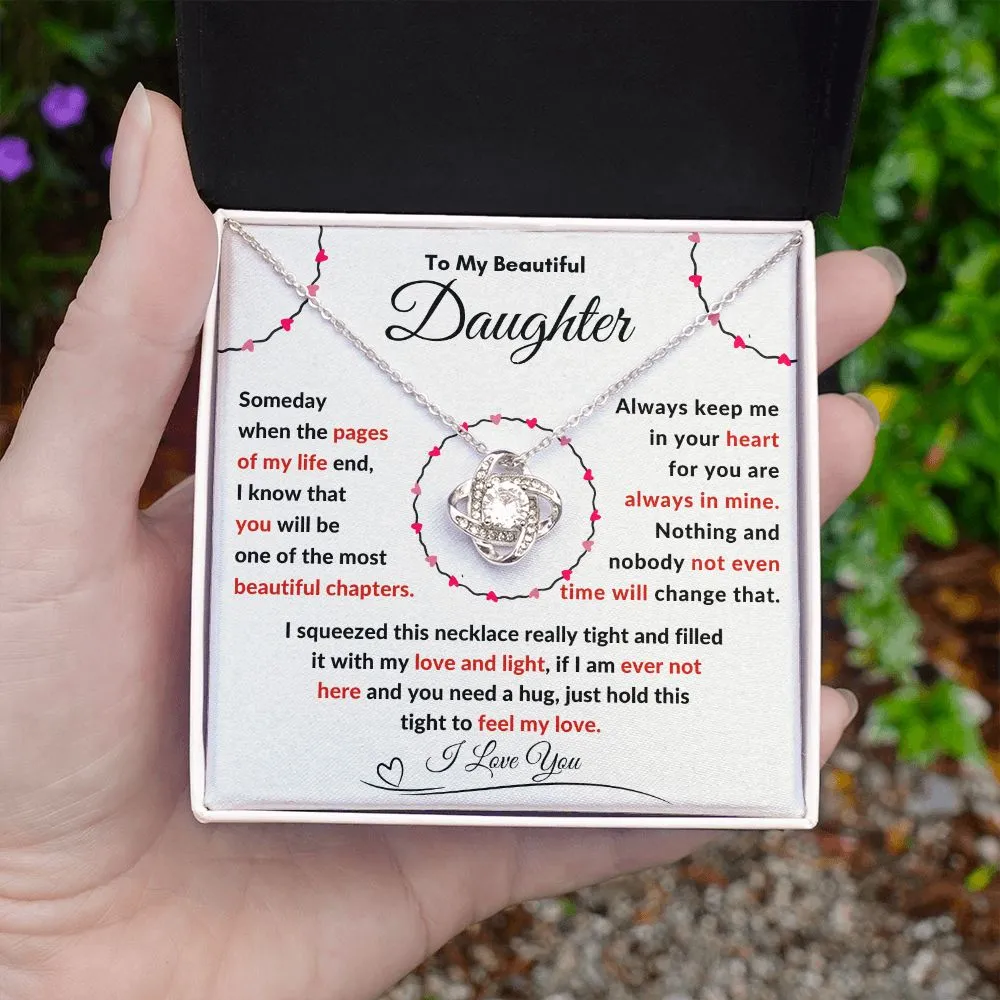 To My Beautiful
Daughter
Someday
when the pages
of my life end,
I know that
you will be
one of the most
beautiful chapters.
Always keep me
in your heart
for you are
always in mine.
Nothing and
nobody not even
time will change that.
I squeezed this necklace really tight and filled
it with my love and light, if I am ever not
here and you need a hug, just hold this
tight to feel my love.
I Love You